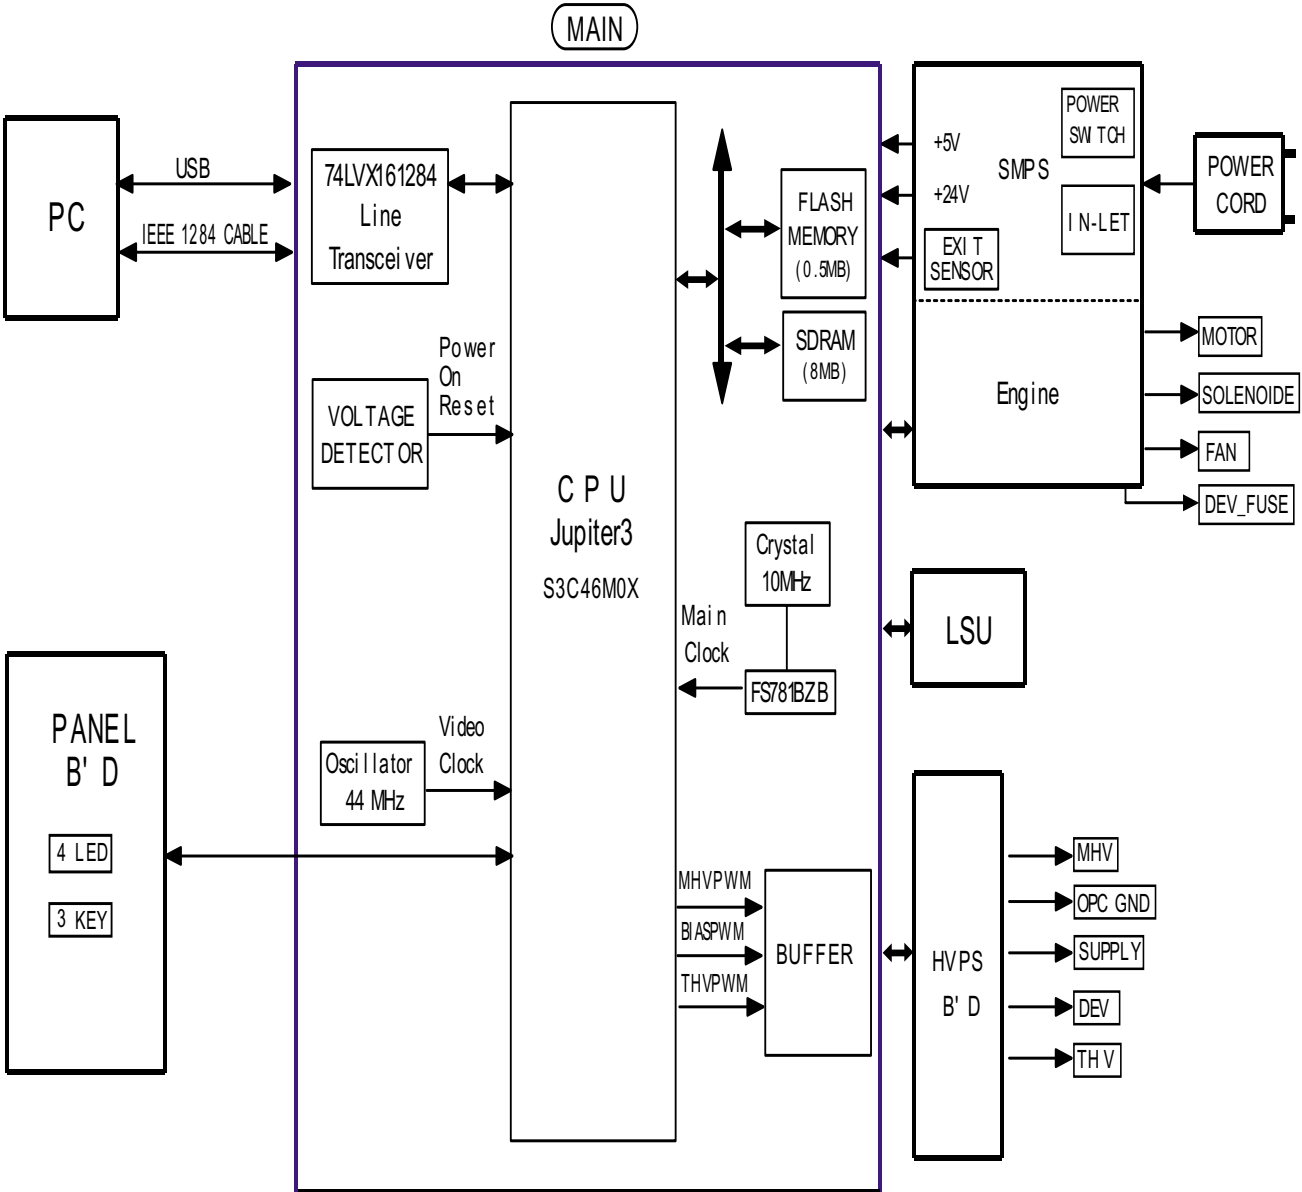 MAIN
PC
USB
IEEE 1284 CABLE
74LVX161284
Line
Transceiver
VOLTAGE
DETECTOR
Power
On
Reset
CPU
Jupiter3
S3C46M0X
FLASH
MEMORY
(0.5MB)
SDRAM
(8MB)
Crystal
10MHz
Main
Clock
FS781BZB
Oscillator
44 MHz
Video
Clock
PANEL
B'D
4 LED
3 KEY
MHVPWM
BIASPWM
THVPWM
BUFFER
+5V
+24V
EXIT
SENSOR
SMPS
POWER
SWITCH
IN-LET
POWER
CORD
Engine
MOTOR
SOLENOIDE
FAN
DEV_FUSE
LSU
HVPS
B'D
MHV
OPC GND
SUPPLY
DEV
THV